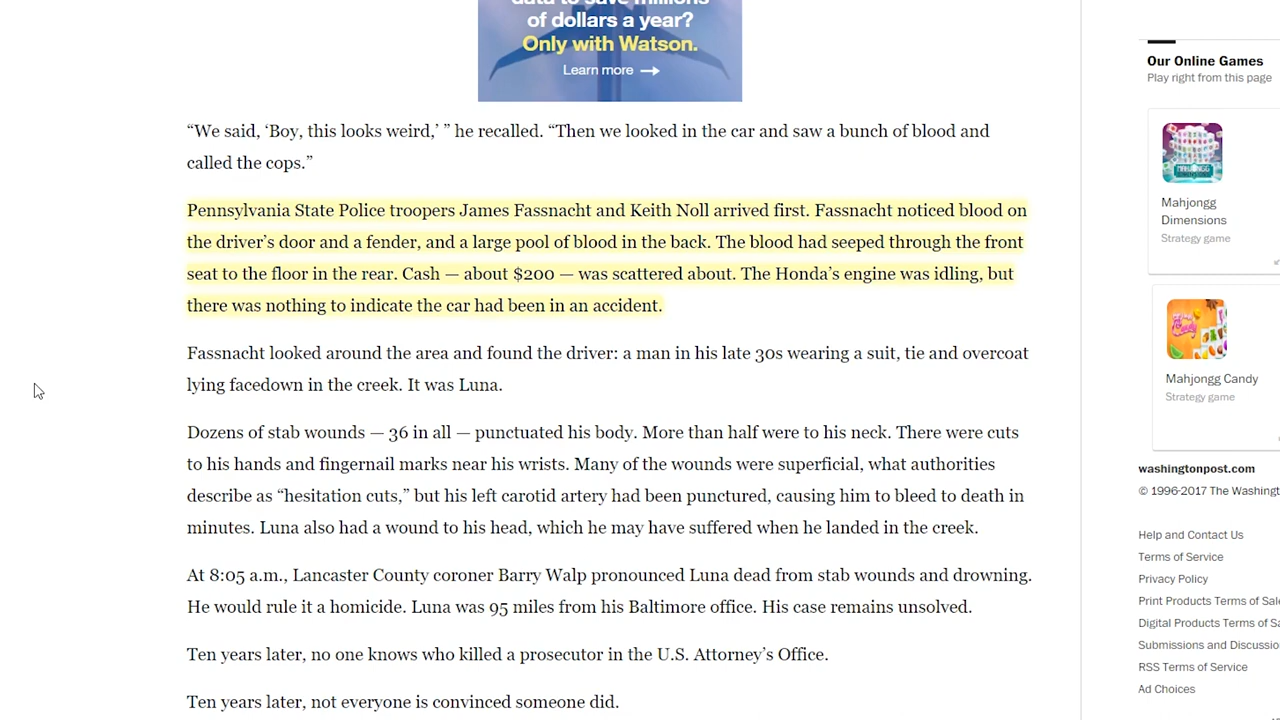 data to save millions
of dollars a year?
Only with Watson.
Learn more →
“We said, ‘Boy, this looks weird,’ ” he recalled. “Then we looked in the car and saw a bunch of blood and
called the cops.”
Pennsylvania State Police troopers James Fassnacht and Keith Noll arrived first. Fassnacht noticed blood on
the driver’s door and a fender, and a large pool of blood in the back. The blood had seeped through the front
seat to the floor in the rear. Cash — about $200 — was scattered about. The Honda’s engine was idling, but
there was nothing to indicate the car had been in an accident.
Fassnacht looked around the area and found the driver: a man in his late 30s wearing a suit, tie and overcoat
lying facedown in the creek. It was Luna.
Dozens of stab wounds — 36 in all — punctuated his body. More than half were to his neck. There were cuts
to his hands and fingernail marks near his wrists. Many of the wounds were superficial, what authorities
describe as “hesitation cuts,” but his left carotid artery had been punctured, causing him to bleed to death in
minutes. Luna also had a wound to his head, which he may have suffered when he landed in the creek.
At 8:05 a.m., Lancaster County coroner Barry Walp pronounced Luna dead from stab wounds and drowning.
He would rule it a homicide. Luna was 95 miles from his Baltimore office. His case remains unsolved.
Ten years later, no one knows who killed a prosecutor in the U.S. Attorney’s Office.
Ten years later, not everyone is convinced someone did.
Our Online Games
Play right from this page
Mahjongg
Dimensions
Strategy game
Mahjongg Candy
Strategy game
washingtonpost.com
© 1996-2017 The Washingt
Help and Contact Us
Terms of Service
Privacy Policy
Print Products Terms of Sal
Digital Products Terms of Sa
Submissions and Discussio
RSS Terms of Service
Ad Choices